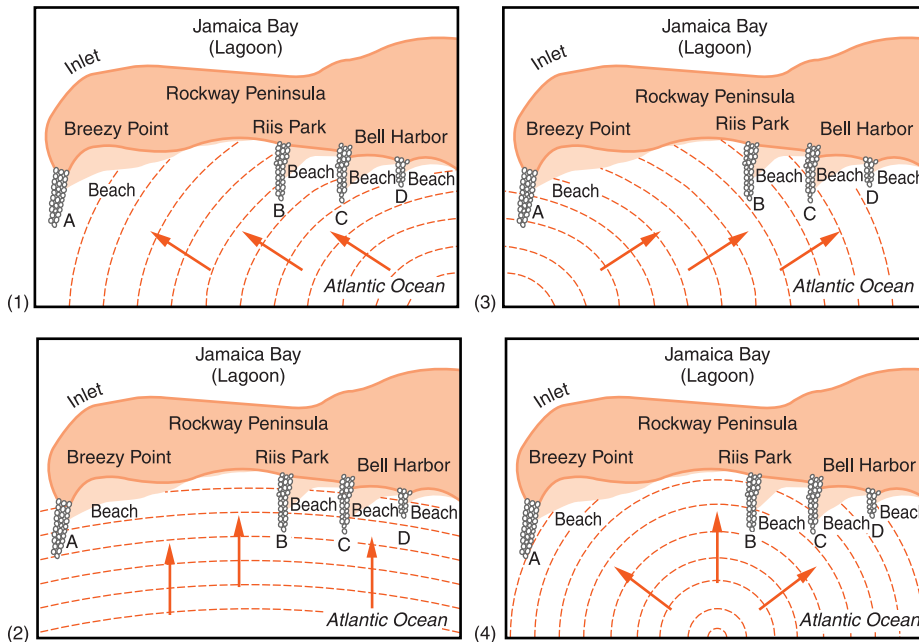 Jamaica Bay
(Lagoon)
Inlet
Rockway Peninsula
Breezy Point
Riis Park
Bell Harbor
Beach
Beach
Beach
Beach
A
B
C
D
Atlantic Ocean
(1)
Jamaica Bay
(Lagoon)
Inlet
Rockway Peninsula
Breezy Point
Riis Park
Bell Harbor
Beach
Beach
Beach
Beach
A
B
C
D
Atlantic Ocean
(3)
Jamaica Bay
(Lagoon)
Inlet
Rockway Peninsula
Breezy Point
Riis Park
Bell Harbor
Beach
Beach
Beach
Beach
A
B
C
D
Atlantic Ocean
(2)
Jamaica Bay
(Lagoon)
Inlet
Rockway Peninsula
Breezy Point
Riis Park
Bell Harbor
Beach
Beach
Beach
Beach
A
B
C
D
Atlantic Ocean
(4)